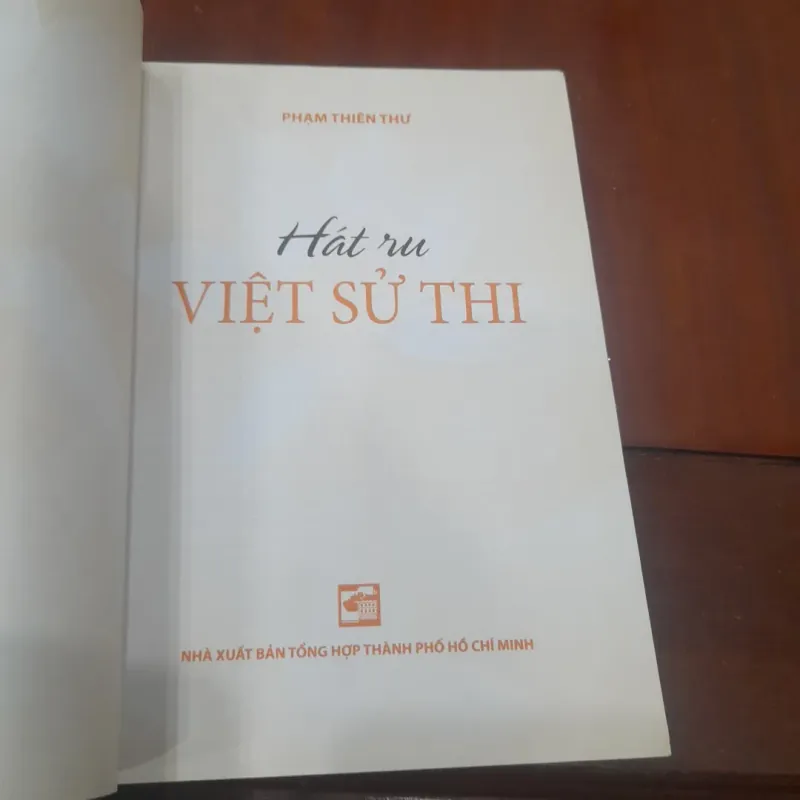 PHẠM THIÊN THƯ
Hát ru
VIỆT SỬ THI
NHÀ XUẤT BẢN TỔNG HỢP THÀNH PHỐ HỒ CHÍ MINH